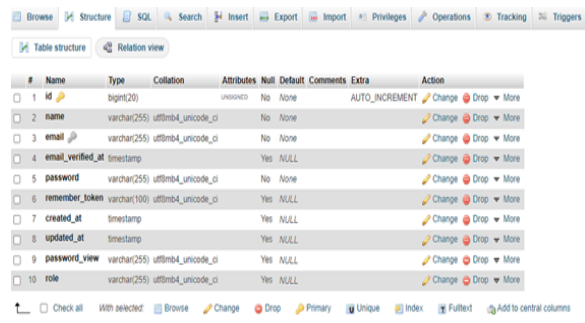 Browse Structure SQL Search Insert Export Import Privileges Operations Tracking Triggers
Table structure Relation view
# Name Type Collation Attributes Null Default Comments Extra Action
1 id bigint(20) UNSIGNED No None AUTO_INCREMENT Change Drop More
2 name varchar(255) utf8mb4_unicode_ci No None Change Drop More
3 email varchar(255) utf8mb4_unicode_ci No None Change Drop More
4 email_verified_at timestamp Yes NULL Change Drop More
5 password varchar(255) utf8mb4_unicode_ci No None Change Drop More
6 remember_token varchar(100) utf8mb4_unicode_ci Yes NULL Change Drop More
7 created_at timestamp Yes NULL Change Drop More
8 updated_at timestamp Yes NULL Change Drop More
9 password_view varchar(255) utf8mb4_unicode_ci Yes NULL Change Drop More
10 role varchar(255) utf8mb4_unicode_ci Yes NULL Change Drop More
Check all With selected: Browse Change Drop Primary Unique Index Fulltext Add to central columns